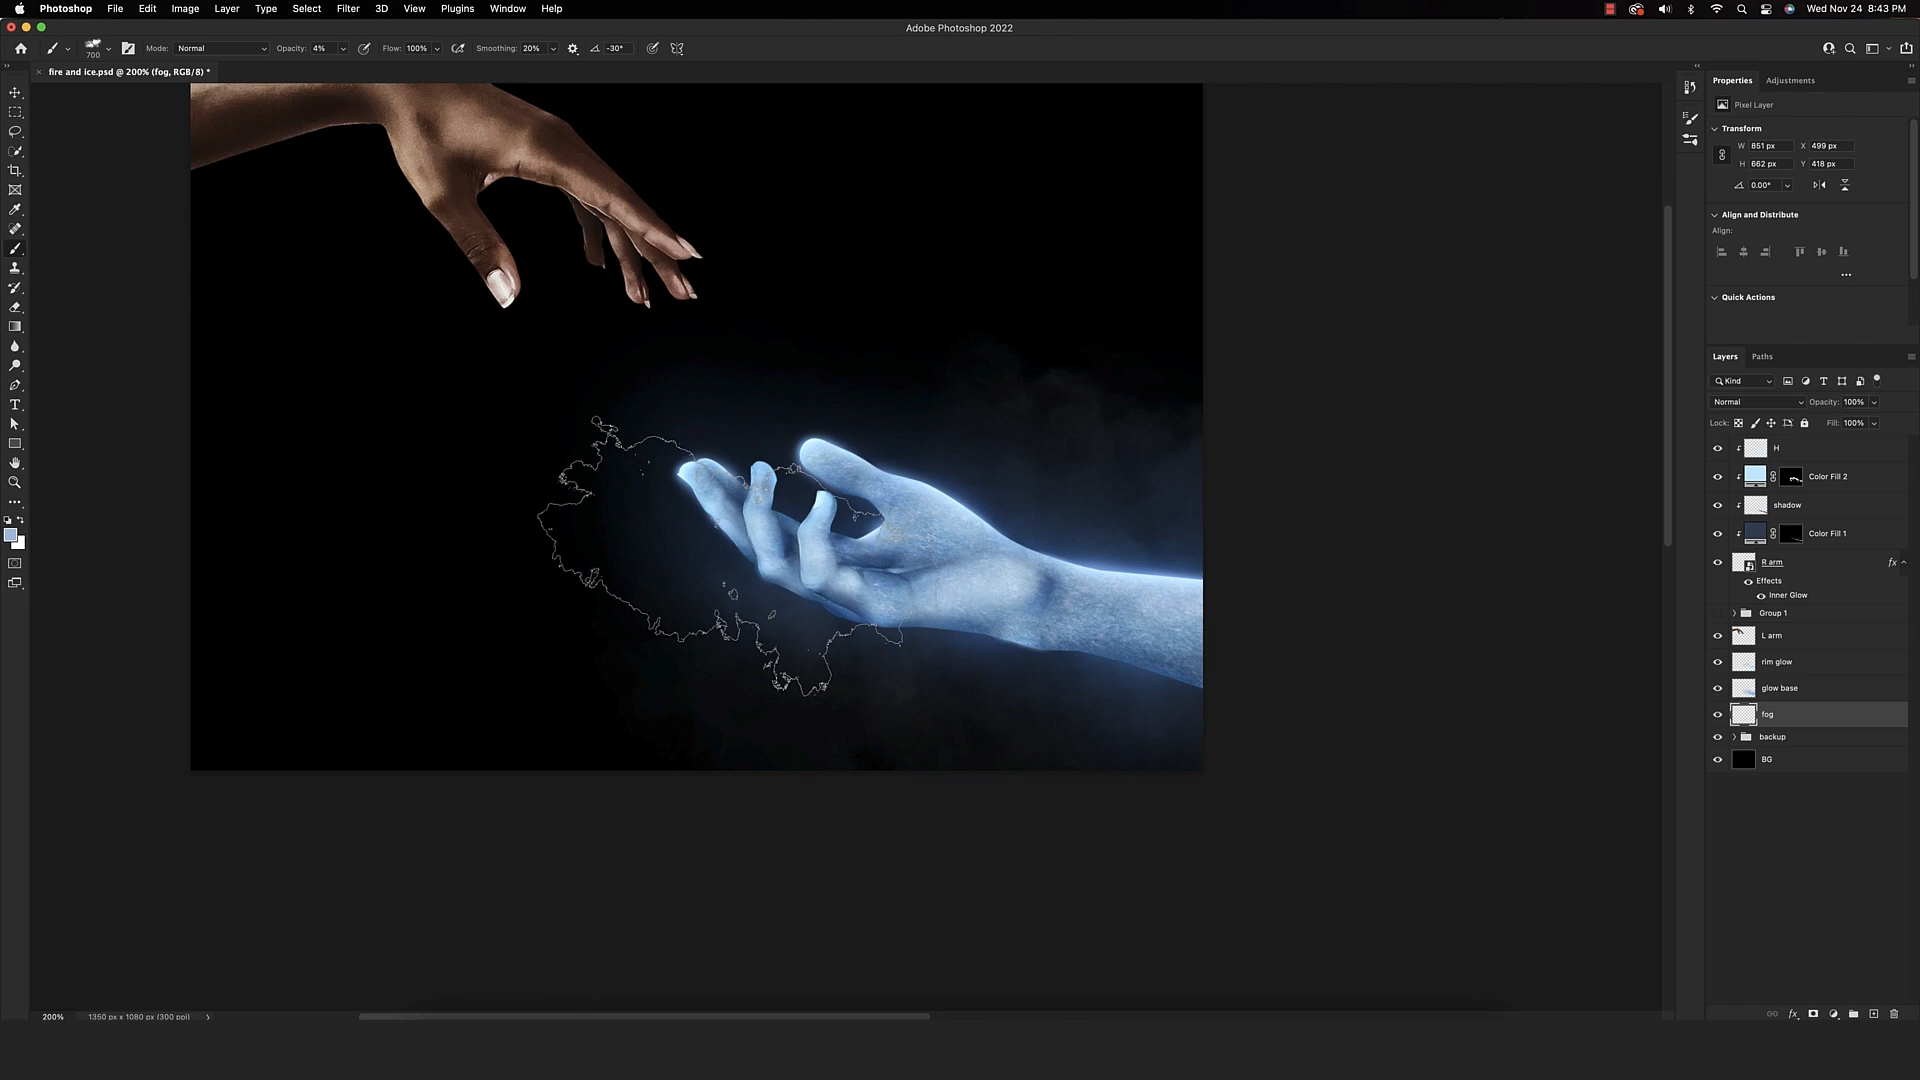 Photoshop File Edit Image Layer Type Select Filter 3D View Plugins Window Help Wed Nov 24 8:43 PM
Adobe Photoshop 2022
700 Mode: Normal Opacity: 4% Flow: 100% Smoothing: 20% -30°
fire and ice.psd @ 200% (fog, RGB/8) *
Properties Adjustments
Pixel Layer
Transform
W 851 px X 499 px
H 662 px Y 418 px
0.00°
Align and Distribute
Align:
Quick Actions
Layers Paths
Kind
Normal Opacity: 100%
Lock: Fill: 100%
H
Color Fill 2
shadow
Color Fill 1
R arm fx
Effects
Inner Glow
Group 1
L arm
rim glow
glow base
fog
backup
BG
200% 1350 px x 1080 px (300 ppi)
fx